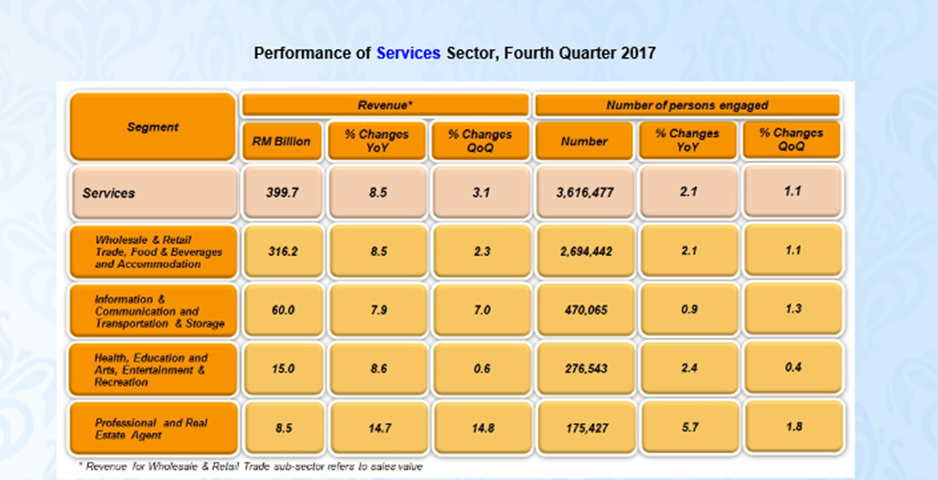 Performance of Services Sector, Fourth Quarter 2017
Segment
Revenue*
Number of persons engaged
RM Billion
% Changes
YoY
% Changes
QoQ
Number
% Changes
YoY
% Changes
QoQ
Services 399.7 8.5 3.1 3,616,477 2.1 1.1
Wholesale & Retail
Trade, Food & Beverages
and Accommodation
316.2 8.5 2.3 2,694,442 2.1 1.1
Information &
Communication and
Transportation & Storage
60.0 7.9 7.0 470,065 0.9 1.3
Health, Education and
Arts, Entertainment &
Recreation
15.0 8.6 0.6 276,543 2.4 0.4
Professional and Real
Estate Agent
8.5 14.7 14.8 175,427 5.7 1.8
* Revenue for Wholesale & Retail Trade sub-sector refers to sales value